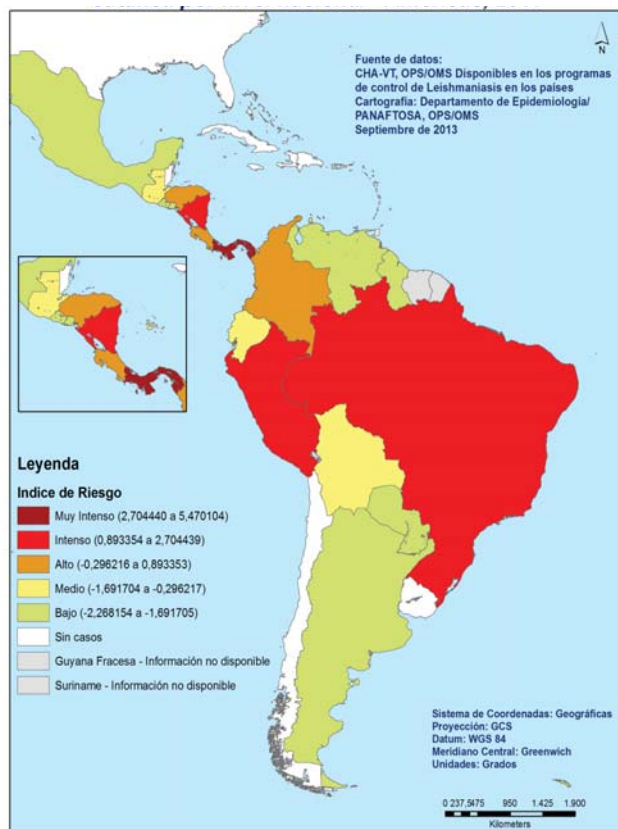 N
Fuente de datos:
CHA-VT, OPS/OMS Disponibles en los programas
de control de Leishmaniasis en los países
Cartografía: Departamento de Epidemiología/
PANAFTOSA, OPS/OMS
Septiembre de 2013
Leyenda
Indice de Riesgo
Muy Intenso (2,704440 a 5,470104)
Intenso (0,893354 a 2,704439)
Alto (-0,296216 a 0,893353)
Medio (-1,691704 a -0,296217)
Bajo (-2,268154 a -1,691705)
Sin casos
Guyana Fracesa - Información no disponible
Suriname - Información no disponible
Sistema de Coordenadas: Geográficas
Proyección: GCS
Datum: WGS 84
Meridiano Central: Greenwich
Unidades: Grados
0 237,5475 950 1.425 1.900
Kilometers